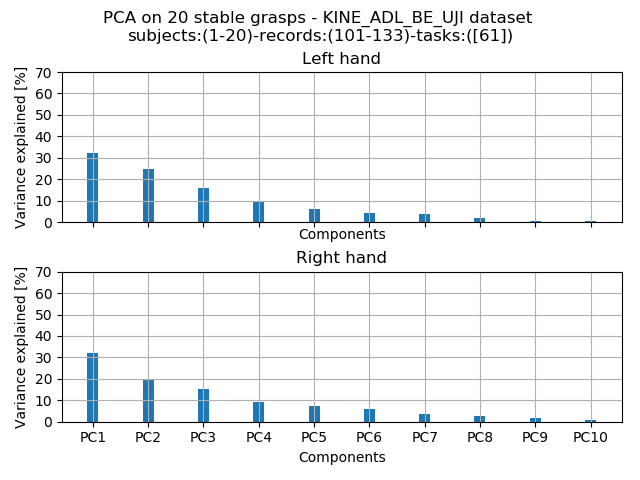 PCA on 20 stable grasps - KINE_ADL_BE_UJI dataset
subjects:(1-20)-records:(101-133)-tasks:([61])
Left hand
Variance explained [%]
70
60
50
40
30
20
10
0
Components
Right hand
Variance explained [%]
70
60
50
40
30
20
10
0
PC1 PC2 PC3 PC4 PC5 PC6 PC7 PC8 PC9 PC10
Components